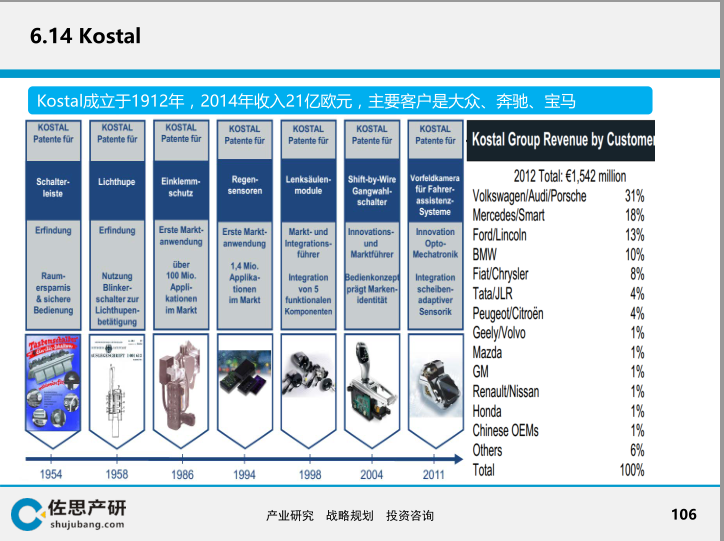 6.14 Kostal
Kostal成立于1912年，2014年收入21亿欧元，主要客户是大众、奔驰、宝马
KOSTAL
Patente für
Schalter-
leiste
Erfindung
Raum-
ersparnis
& sichere
Bedienung
1954
KOSTAL
Patente für
Lichthupe
Erfindung
Nutzung
Blinker-
schalter zur
Lichthupen-
betätigung
1958
KOSTAL
Patente für
Einklemm-
schutz
Erste Markt-
anwendung
über
100 Mio.
Appli-
kationen
im Markt
1986
KOSTAL
Patente für
Regen-
sensoren
Erste Markt-
anwendung
1,4 Mio.
Applika-
tionen
im Markt
1994
KOSTAL
Patente für
Lenksäulen-
module
Markt- und
Integrations-
führer
Integration
von 5
funktionalen
Komponenten
1998
KOSTAL
Patente für
Shift-by-Wire
Gangwahl-
schalter
Innovations-
und
Marktführer
Bedienkonzept
prägt Marken-
identität
2004
KOSTAL
Patente für
Vorfeldkamera
für Fahrer-
assistenz-
Systeme
Innovation
Opto-
Mechatronik
Integration
scheiben-
adaptiver
Sensorik
2011
Kostal Group Revenue by Customer
2012 Total: €1,542 million
Volkswagen/Audi/Porsche 31%
Mercedes/Smart 18%
Ford/Lincoln 13%
BMW 10%
Fiat/Chrysler 8%
Tata/JLR 4%
Peugeot/Citroën 4%
Geely/Volvo 1%
Mazda 1%
GM 1%
Renault/Nissan 1%
Honda 1%
Chinese OEMs 1%
Others 6%
Total 100%
佐思产研
shujubang.com
产业研究 战略规划 投资咨询
106